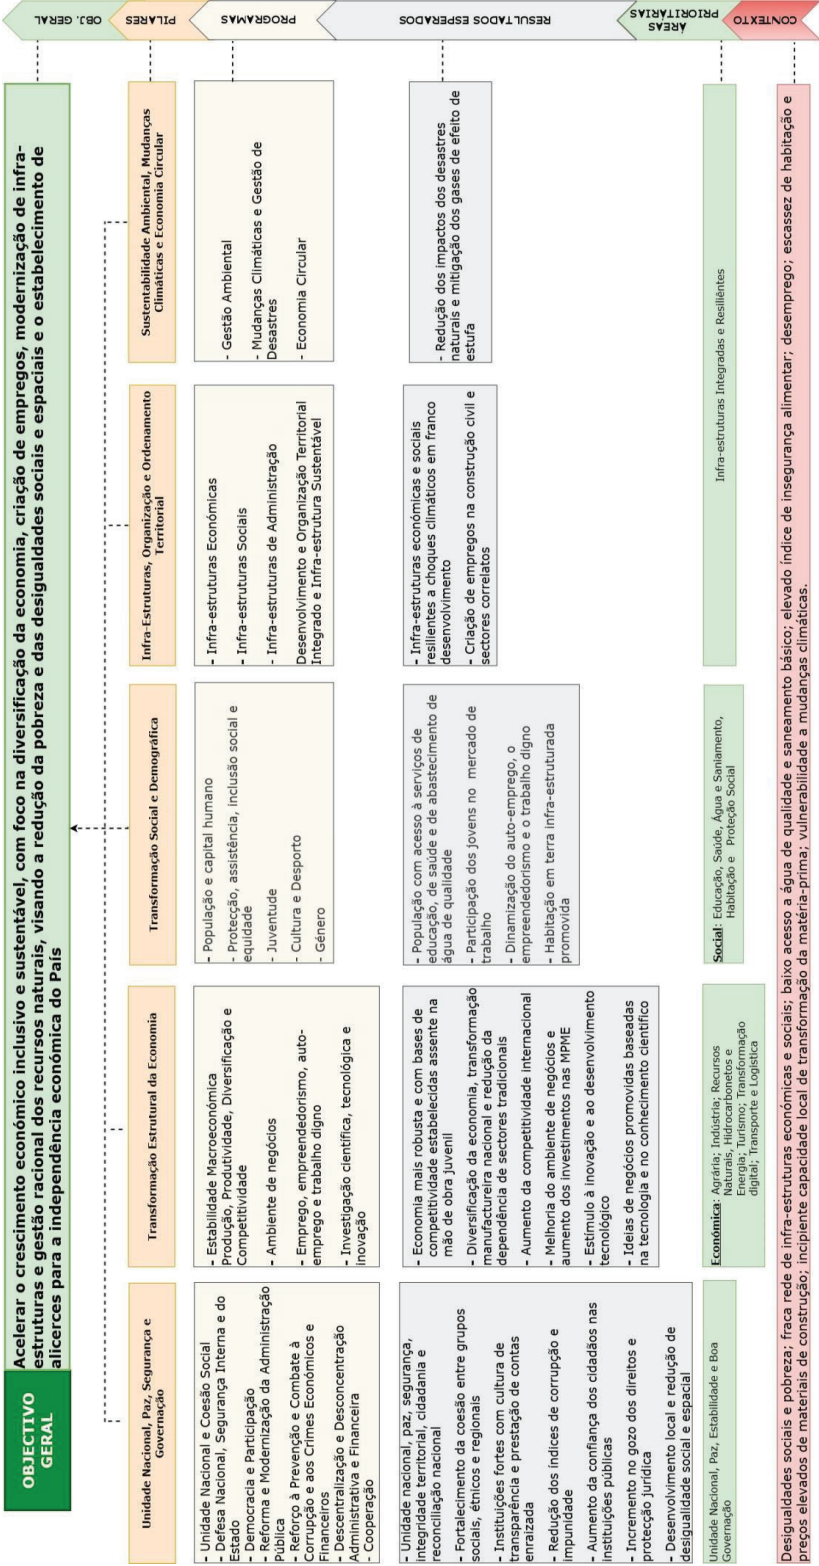 OBJECTIVO
GERAL
Acelerar o crescimento económico inclusivo e sustentável, com foco na diversificação da economia, criação de empregos, modernização de infra-
estruturas e gestão racional dos recursos naturais, visando a redução da pobreza e das desigualdades sociais e espaciais e o estabelecimento de
alicerces para a independência económica do País
OBJ. GERAL
Unidade Nacional, Paz, Segurança e
Governação
Transformação Estrutural da Economia
Transformação Social e Demográfica
Infra-Estruturas, Organização e Ordenamento
Territorial
Sustentabilidade Ambiental, Mudanças
Climáticas e Economia Circular
PILARES
- Unidade Nacional e Coesão Social
- Defesa Nacional, Segurança Interna e do
Estado
- Democracia e Participação
- Reforma e Modernização da Administração
Pública
- Reforço à Prevenção e Combate à
Corrupção e aos Crimes Económicos e
Financeiros
- Descentralização e Desconcentração
Administrativa e Financeira
- Cooperação
- Estabilidade Macroeconómica
Produção, Produtividade, Diversificação e
Competitividade
- Ambiente de negócios
- Emprego, empreendedorismo, auto-
emprego e trabalho digno
- Investigação científica, tecnológica e
inovação
- População e capital humano
- Protecção, assistência, inclusão social e
equidade
- Juventude
- Cultura e Desporto
- Género
- Infra-estruturas Económicas
- Infra-estruturas Sociais
- Infra-estruturas de Administração
Desenvolvimento e Organização Territorial
Integrado e Infra-estrutura Sustentável
- Gestão Ambiental
- Mudanças Climáticas e Gestão de
Desastres
- Economia Circular
PROGRAMAS
- Unidade nacional, paz, segurança,
integridade territorial, cidadania e
reconciliação nacional
- Fortalecimento da coesão entre grupos
sociais, étnicos e regionais
- Instituições fortes com cultura de
transparência e prestação de contas
enraizada
- Redução dos índices de corrupção e
impunidade
- Aumento da confiança dos cidadãos nas
instituições públicas
- Incremento no gozo dos direitos e
protecção jurídica
- Desenvolvimento local e redução de
desigualdade social e espacial
- Economia mais robusta e com bases de
competitividade estabelecidas assente na
mão de obra juvenil
- Diversificação da economia, transformação
manufactureira nacional e redução da
dependência de sectores tradicionais
- Aumento da competitividade internacional
- Melhoria do ambiente de negócios e
aumento dos investimentos nas MPME
- Estímulo à inovação e ao desenvolvimento
tecnológico
- Ideias de negócios promovidas baseadas
na tecnologia e no conhecimento científico
- População com acesso à serviços de
educação, de saúde e de abastecimento de
água de qualidade
- Participação dos jovens no mercado de
trabalho
- Dinamização do auto-emprego, o
empreendedorismo e o trabalho digno
- Habitação em terra infra-estruturada
promovida
- Infra-estruturas económicas e sociais
resilientes a choques climáticos em franco
desenvolvimento
- Criação de empregos na construção civil e
sectores correlatos
- Redução dos impactos dos desastres
naturais e mitigação dos gases de efeito de
estufa
RESULTADOS ESPERADOS
Unidade Nacional, Paz, Estabilidade e Boa
Governação
Económica: Agrária; Indústria; Recursos
Naturais, Hidrocarbonetos e
Energia; Turismo; Transformação
digital; Transporte e Logística
Social: Educação, Saúde, Água e Saniamento,
Habitação e Proteção Social
Infra-estruturas Integradas e Resiliêntes
ÁREAS
PRIORITÁRIAS
Desigualdades sociais e pobreza; fraca rede de infra-estruturas económicas e sociais; baixo acesso a água de qualidade e saneamento básico; elevado índice de insegurança alimentar; desemprego; escassez de habitação e
preços elevados de materiais de construção; incipiente capacidade local de transformação da matéria-prima; vulnerabilidade a mudanças climáticas.
CONTEXTO